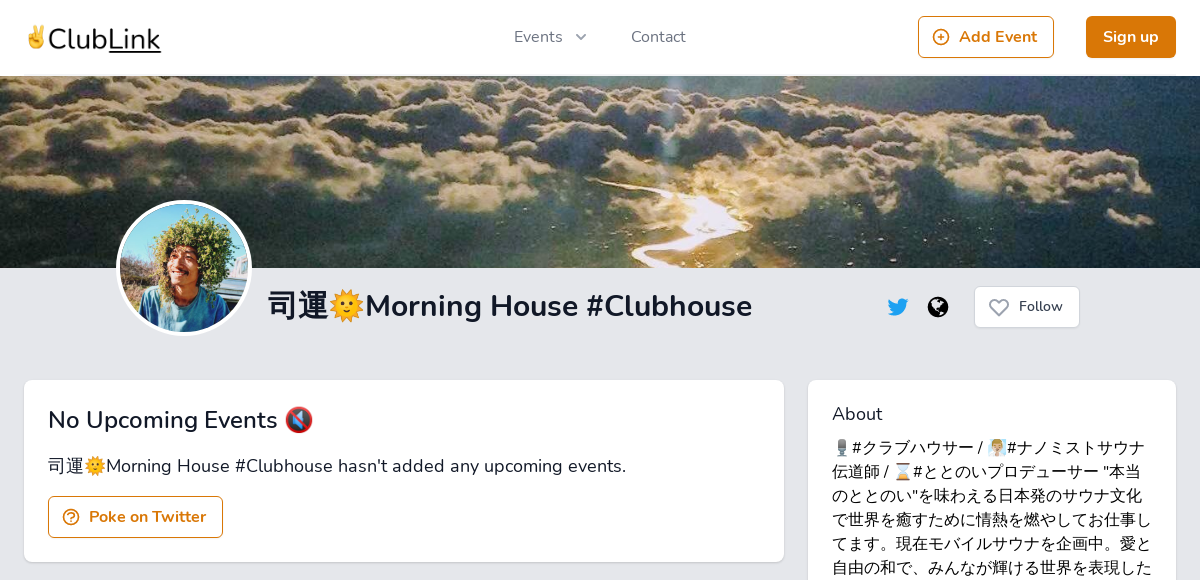 ✌️ClubLink
Events
Contact
Add Event
Sign up
司運🌞Morning House #Clubhouse
Follow
No Upcoming Events 🔇
司運🌞Morning House #Clubhouse hasn't added any upcoming events.
Poke on Twitter
About
🎙️#クラブハウサー / 🧖🏼‍♂️#ナノミストサウナ
伝道師 / ⌛#ととのいプロデューサー "本当
のととのい"を味わえる日本発のサウナ文化
で世界を癒すために情熱を燃やしてお仕事し
てます。現在モバイルサウナを企画中。愛と
自由の和で、みんなが輝ける世界を表現した